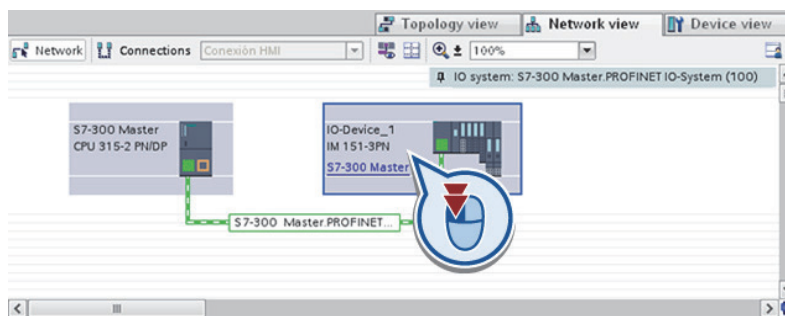 Topology view
Network view
Device view
Network
Connections
Conexión HMI
100%
IO system: S7-300 Master.PROFINET IO-System (100)
S7-300 Master
CPU 315-2 PN/DP
IO-Device_1
IM 151-3PN
S7-300 Master
S7-300 Master.PROFINET...